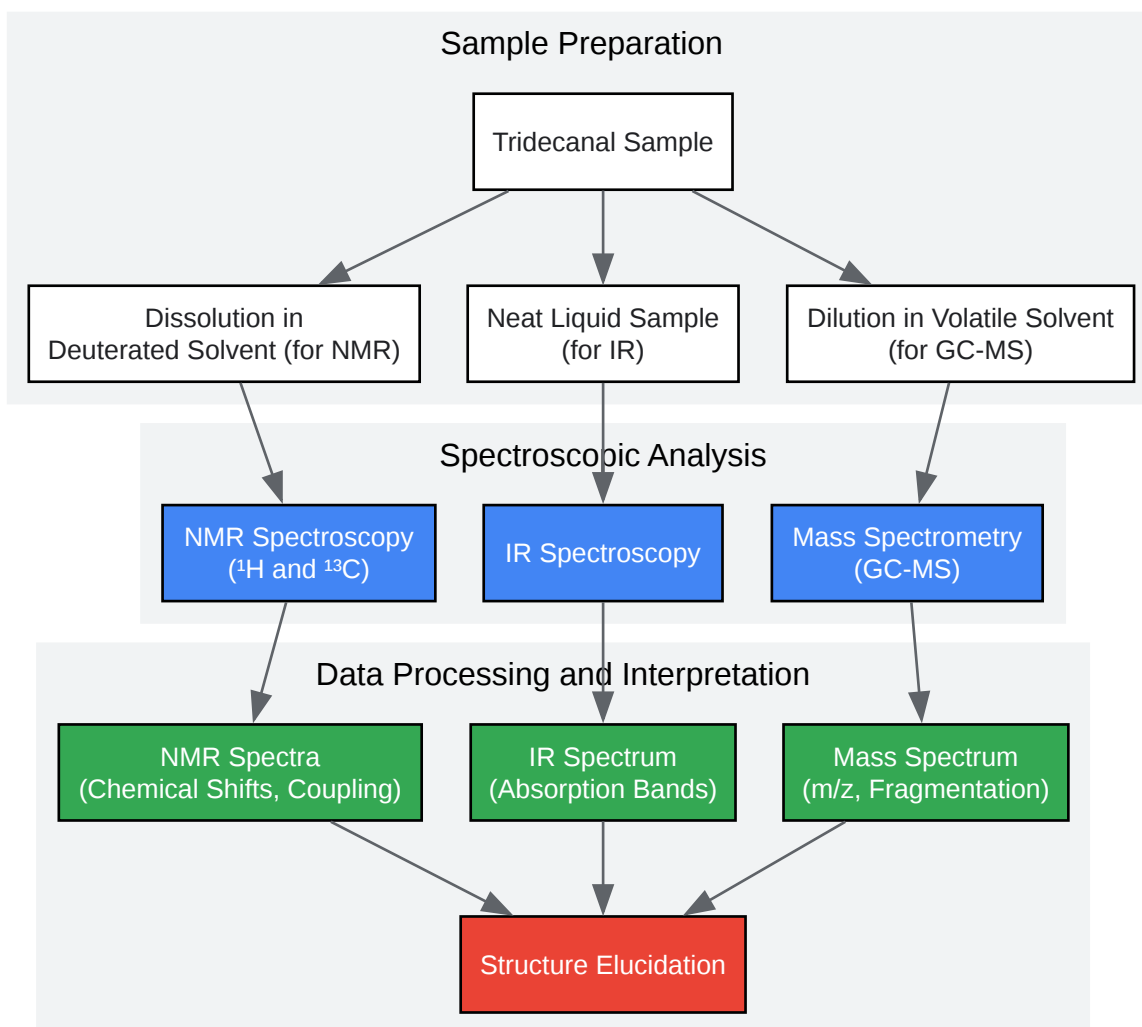 Sample Preparation
Tridecanal Sample
Dissolution in
Deuterated Solvent (for NMR)
Neat Liquid Sample
(for IR)
Dilution in Volatile Solvent
(for GC-MS)
Spectroscopic Analysis
NMR Spectroscopy
(¹H and ¹³C)
IR Spectroscopy
Mass Spectrometry
(GC-MS)
Data Processing and Interpretation
NMR Spectra
(Chemical Shifts, Coupling)
IR Spectrum
(Absorption Bands)
Mass Spectrum
(m/z, Fragmentation)
Structure Elucidation